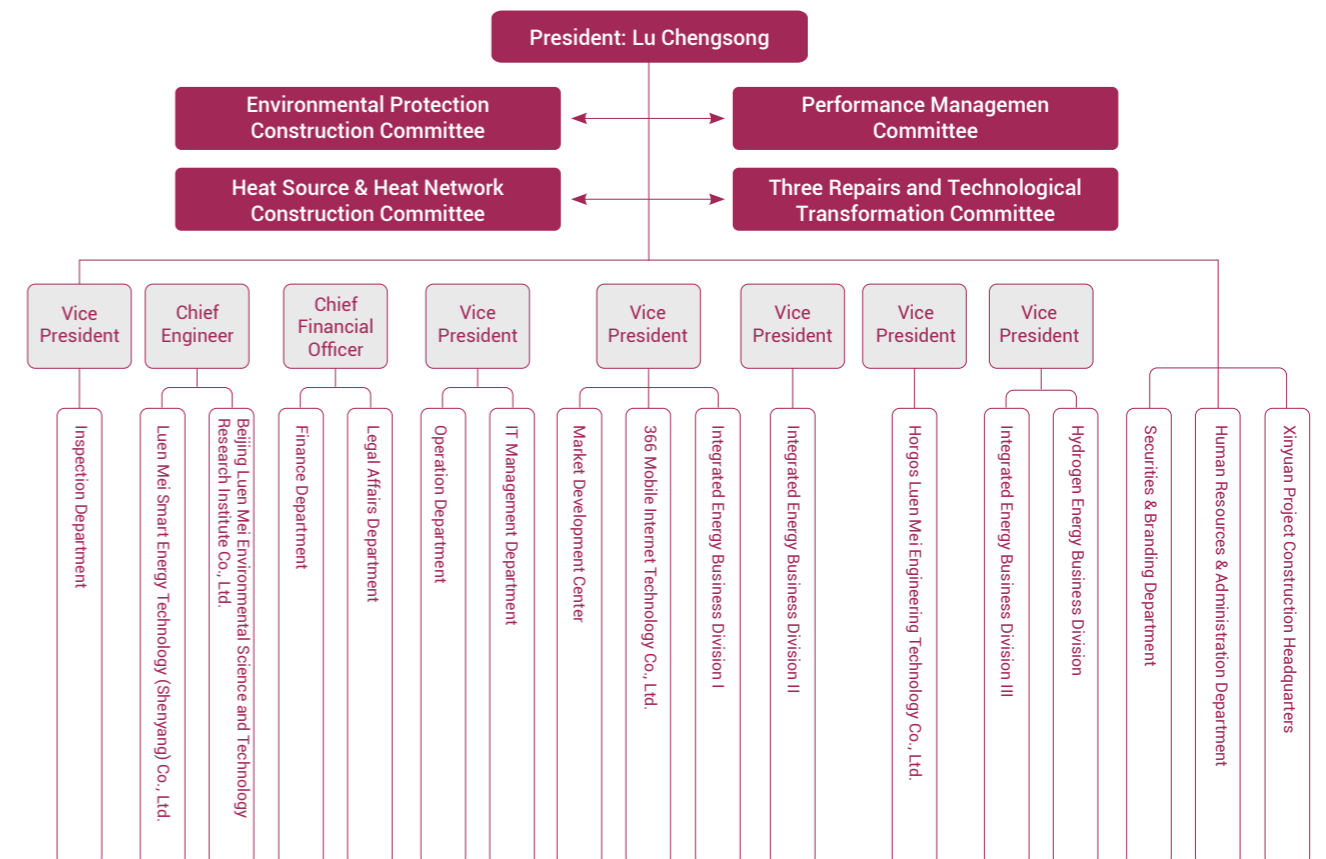 President: Lu Chengsong
Environmental Protection
Construction Committee
Performance Managemen
Committee
Heat Source & Heat Network
Construction Committee
Three Repairs and Technological
Transformation Committee
Vice
President
Chief
Engineer
Chief
Financial
Officer
Vice
President
Vice
President
Vice
President
Vice
President
Vice
President
Inspection Department
Luen Mei Smart Energy Technology (Shenyang) Co., Ltd.
Beijing Luen Mei Environmental Science and Technology
Research Institute Co., Ltd.
Finance Department
Legal Affairs Department
Operation Department
IT Management Department
Market Development Center
366 Mobile Internet Technology Co., Ltd.
Integrated Energy Business Division I
Integrated Energy Business Division II
Horgos Luen Mei Engineering Technology Co., Ltd.
Integrated Energy Business Division III
Hydrogen Energy Business Division
Securities & Branding Department
Human Resources & Administration Department
Xinyuan Project Construction Headquarters